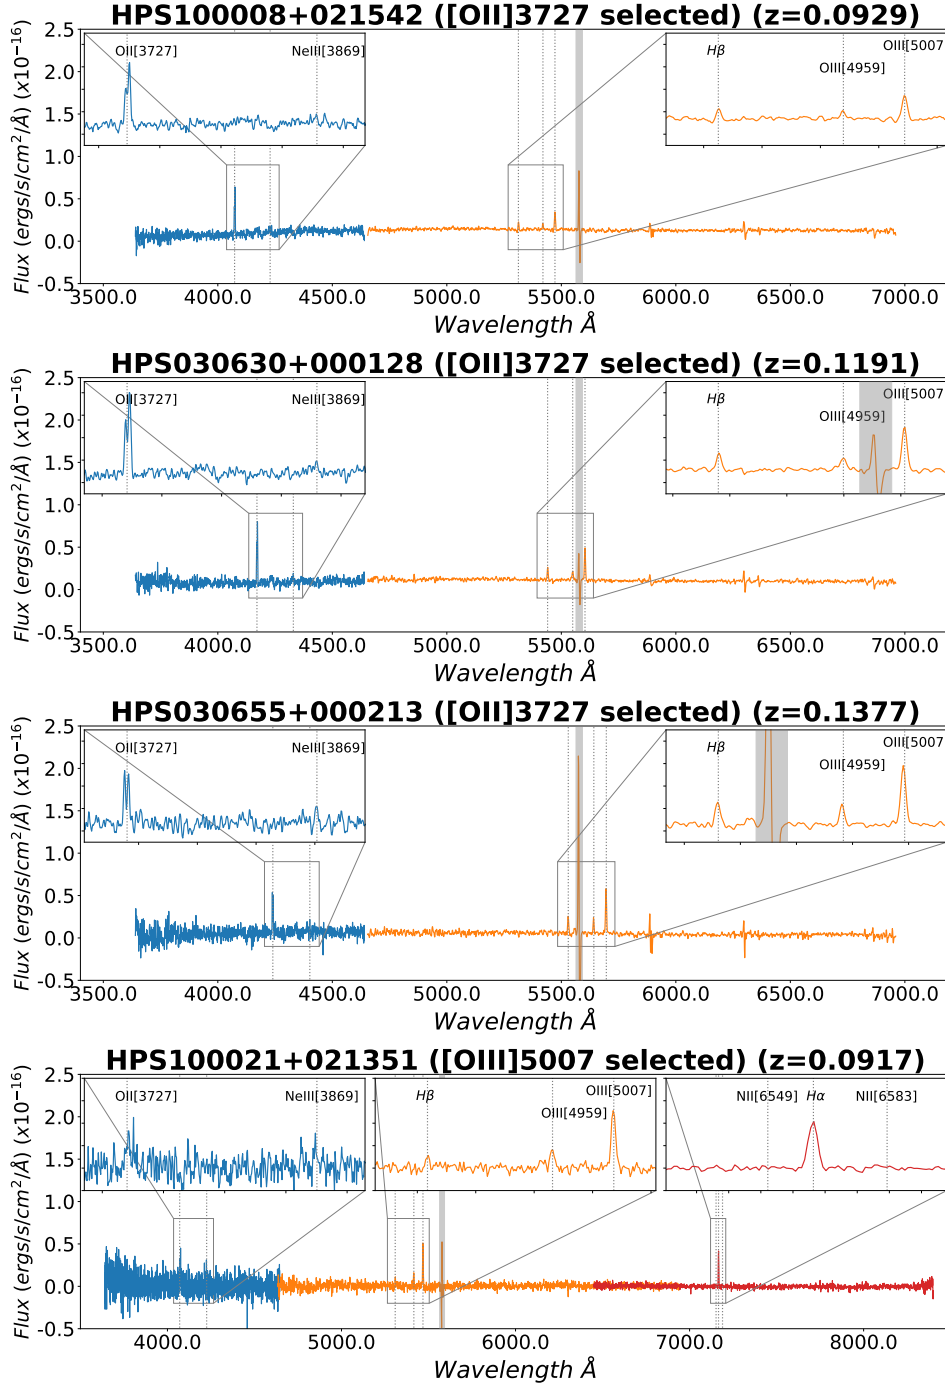 HPS100008+021542 ([OII]3727 selected) (z=0.0929)
Flux (ergs/s/cm²/Å) (x10⁻¹⁶)
2.5
2.0
1.5
1.0
0.5
0.0
-0.5
OII[3727]
NeIII[3869]
Hβ
OIII[4959]
OIII[5007]
3500.0 4000.0 4500.0 5000.0 5500.0 6000.0 6500.0 7000.0
Wavelength Å
HPS030630+000128 ([OII]3727 selected) (z=0.1191)
Flux (ergs/s/cm²/Å) (x10⁻¹⁶)
2.5
2.0
1.5
1.0
0.5
0.0
-0.5
OII[3727]
NeIII[3869]
Hβ
OIII[4959]
OIII[5007]
3500.0 4000.0 4500.0 5000.0 5500.0 6000.0 6500.0 7000.0
Wavelength Å
HPS030655+000213 ([OII]3727 selected) (z=0.1377)
Flux (ergs/s/cm²/Å) (x10⁻¹⁶)
2.5
2.0
1.5
1.0
0.5
0.0
-0.5
OII[3727]
NeIII[3869]
Hβ
OIII[4959]
OIII[5007]
3500.0 4000.0 4500.0 5000.0 5500.0 6000.0 6500.0 7000.0
Wavelength Å
HPS100021+021351 ([OIII]5007 selected) (z=0.0917)
Flux (ergs/s/cm²/Å) (x10⁻¹⁶)
2.5
2.0
1.5
1.0
0.5
0.0
-0.5
OII[3727]
NeIII[3869]
Hβ
OIII[4959]
OIII[5007]
NII[6549] Hα NII[6583]
4000.0 5000.0 6000.0 7000.0 8000.0
Wavelength Å